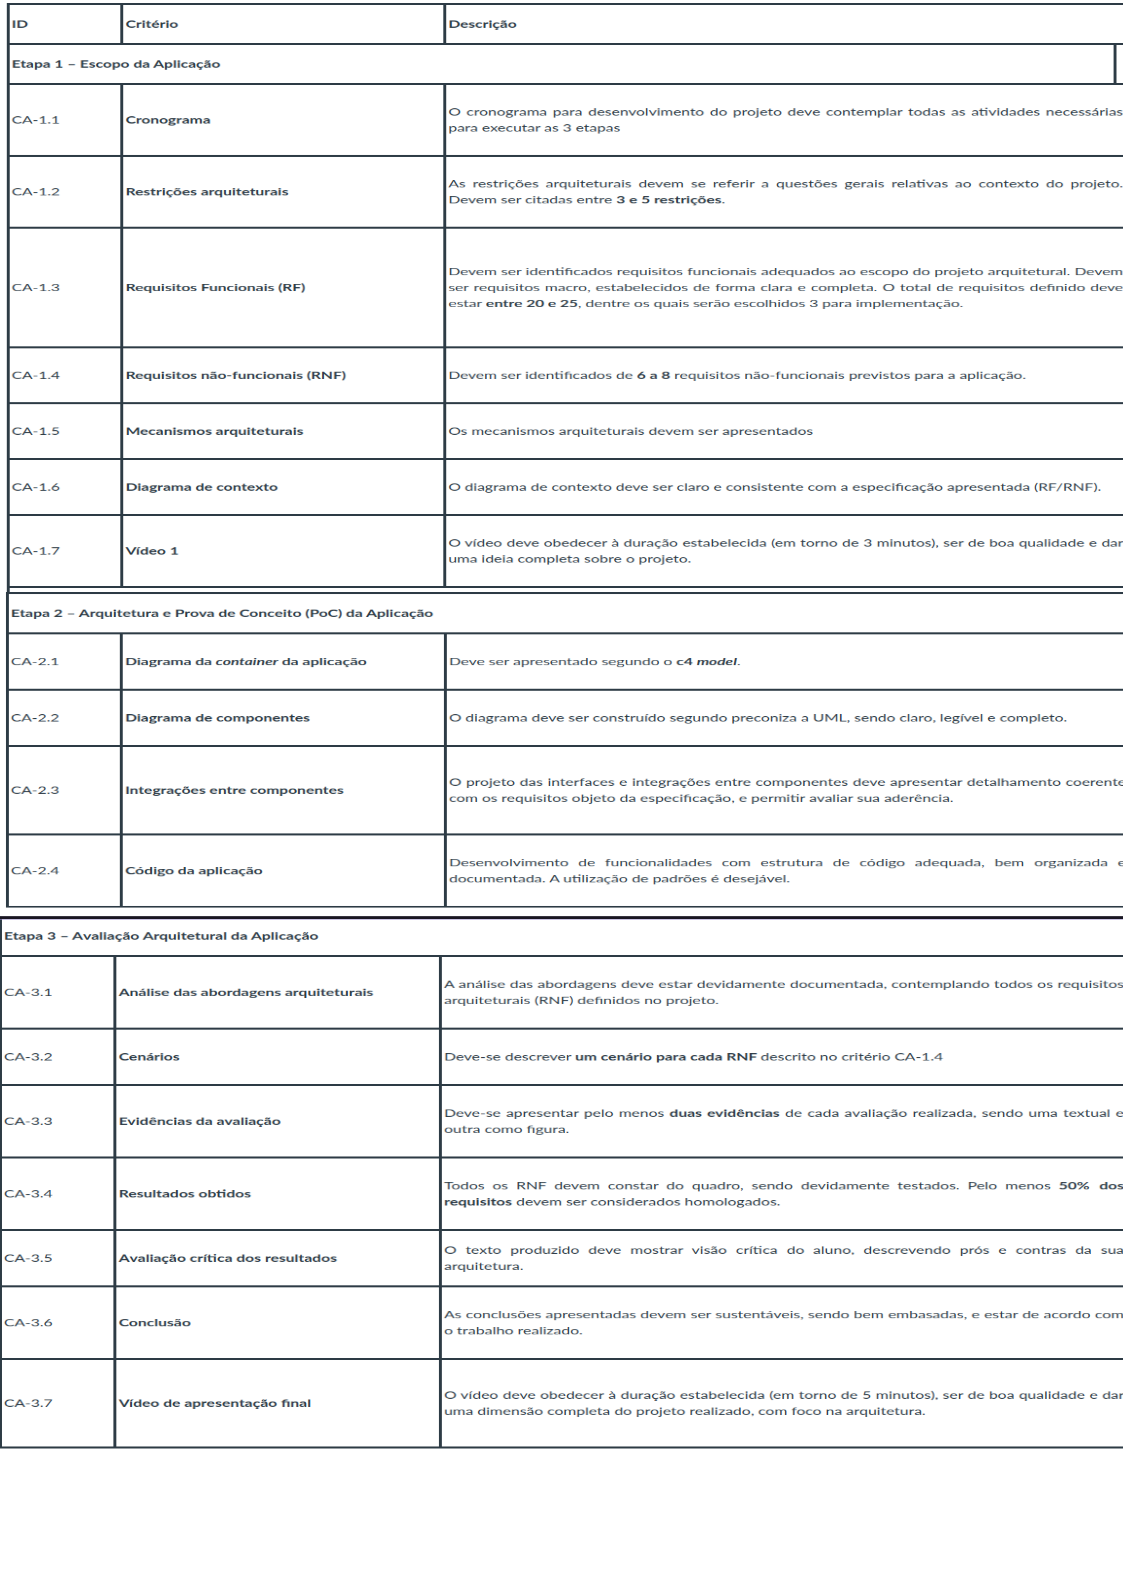 ID Critério Descrição
Etapa 1 – Escopo da Aplicação
CA-1.1 Cronograma O cronograma para desenvolvimento do projeto deve contemplar todas as atividades necessárias
para executar as 3 etapas
CA-1.2 Restrições arquiteturais As restrições arquiteturais devem se referir a questões gerais relativas ao contexto do projeto.
Devem ser citadas entre 3 e 5 restrições.
CA-1.3 Requisitos Funcionais (RF) Devem ser identificados requisitos funcionais adequados ao escopo do projeto arquitetural. Devem
ser requisitos macro, estabelecidos de forma clara e completa. O total de requisitos definido deve
estar entre 20 e 25, dentre os quais serão escolhidos 3 para implementação.
CA-1.4 Requisitos não-funcionais (RNF) Devem ser identificados de 6 a 8 requisitos não-funcionais previstos para a aplicação.
CA-1.5 Mecanismos arquiteturais Os mecanismos arquiteturais devem ser apresentados
CA-1.6 Diagrama de contexto O diagrama de contexto deve ser claro e consistente com a especificação apresentada (RF/RNF).
CA-1.7 Vídeo 1 O vídeo deve obedecer à duração estabelecida (em torno de 3 minutos), ser de boa qualidade e dar
uma ideia completa sobre o projeto.
Etapa 2 – Arquitetura e Prova de Conceito (PoC) da Aplicação
CA-2.1 Diagrama da container da aplicação Deve ser apresentado segundo o c4 model.
CA-2.2 Diagrama de componentes O diagrama deve ser construído segundo preconiza a UML, sendo claro, legível e completo.
CA-2.3 Integrações entre componentes O projeto das interfaces e integrações entre componentes deve apresentar detalhamento coerente
com os requisitos objeto da especificação, e permitir avaliar sua aderência.
CA-2.4 Código da aplicação Desenvolvimento de funcionalidades com estrutura de código adequada, bem organizada e
documentada. A utilização de padrões é desejável.
Etapa 3 – Avaliação Arquitetural da Aplicação
CA-3.1 Análise das abordagens arquiteturais A análise das abordagens deve estar devidamente documentada, contemplando todos os requisitos
arquiteturais (RNF) definidos no projeto.
CA-3.2 Cenários Deve-se descrever um cenário para cada RNF descrito no critério CA-1.4
CA-3.3 Evidências da avaliação Deve-se apresentar pelo menos duas evidências de cada avaliação realizada, sendo uma textual e
outra como figura.
CA-3.4 Resultados obtidos Todos os RNF devem constar do quadro, sendo devidamente testados. Pelo menos 50% dos
requisitos devem ser considerados homologados.
CA-3.5 Avaliação crítica dos resultados O texto produzido deve mostrar visão crítica do aluno, descrevendo prós e contras da sua
arquitetura.
CA-3.6 Conclusão As conclusões apresentadas devem ser sustentáveis, sendo bem embasadas, e estar de acordo com
o trabalho realizado.
CA-3.7 Vídeo de apresentação final O vídeo deve obedecer à duração estabelecida (em torno de 5 minutos), ser de boa qualidade e dar
uma dimensão completa do projeto realizado, com foco na arquitetura.